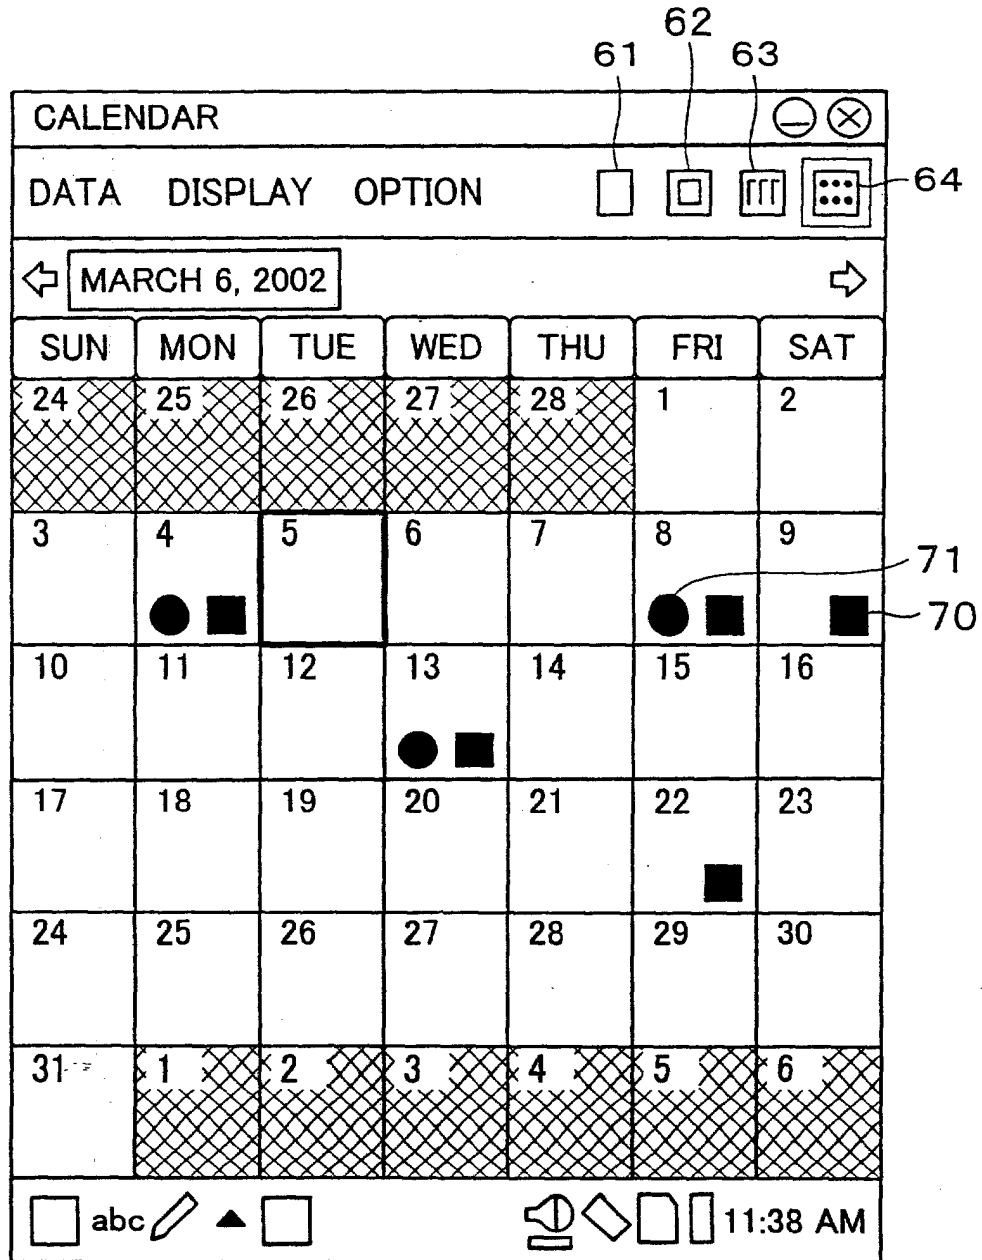 62
61 63
CALENDAR
DATA DISPLAY OPTION 64
MARCH 6, 2002
SUN MON TUE WED THU FRI SAT
24 25 26 27 28 1 2
3 4 5 6 7 8 9
71
70
10 11 12 13 14 15 16
17 18 19 20 21 22 23
24 25 26 27 28 29 30
31 1 2 3 4 5 6
abc 11:38 AM